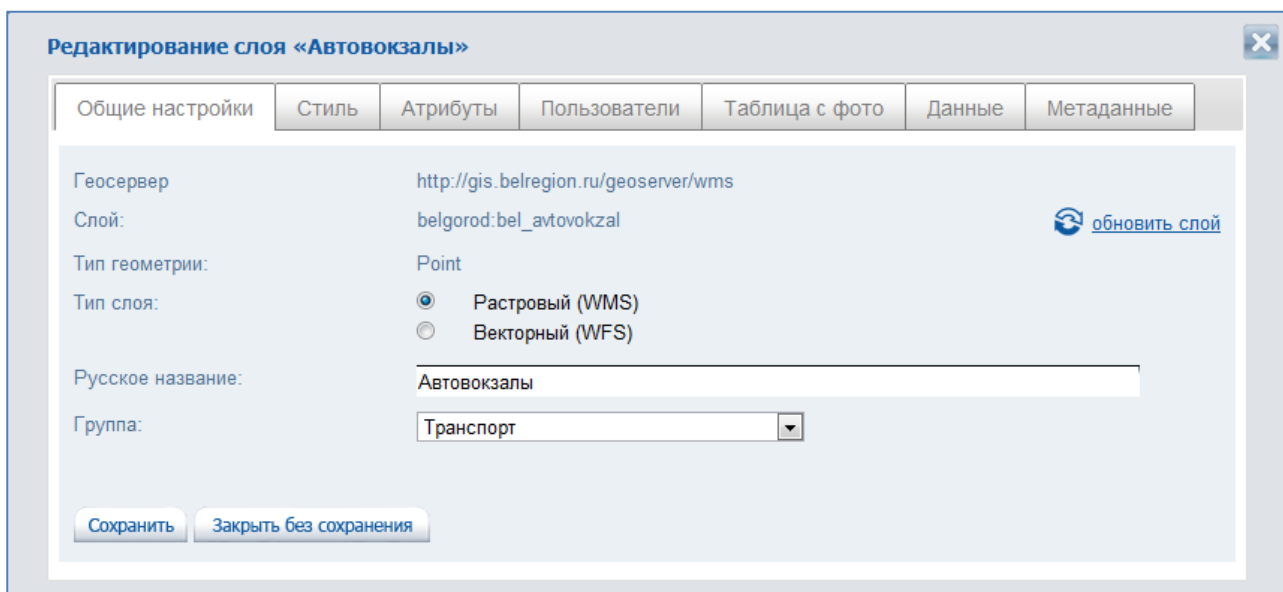 Редактирование слоя «Автовокзалы»
Общие настройки Стиль Атрибуты Пользователи Таблица с фото Данные Метаданные
Геосервер http://gis.belregion.ru/geoserver/wms
Слой: belgorod:bel_avtovokzal обновить слой
Тип геометрии: Point
Тип слоя: Растровый (WMS)
Векторный (WFS)
Русское название: Автовокзалы
Группа: Транспорт
Сохранить Закрыть без сохранения